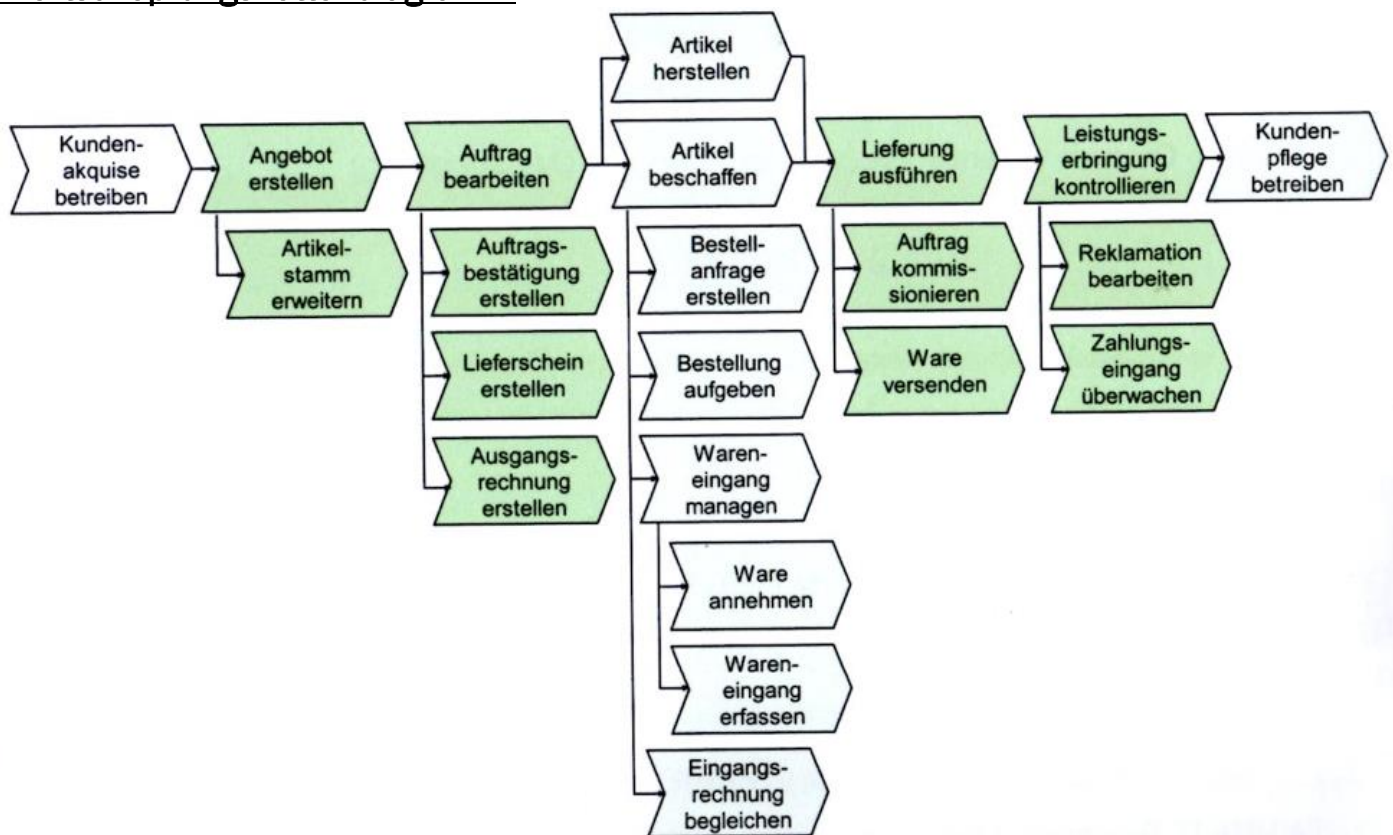 Artikel
herstellen
Kunden-
akquise
betreiben
Angebot
erstellen
Auftrag
bearbeiten
Artikel
beschaffen
Lieferung
ausführen
Leistungs-
erbringung
kontrollieren
Kunden-
pflege
betreiben
Artikel-
stamm
erweitern
Auftrags-
bestätigung
erstellen
Bestell-
anfrage
erstellen
Auftrag
kommis-
sionieren
Reklamation
bearbeiten
Lieferschein
erstellen
Bestellung
aufgeben
Ware
versenden
Zahlungs-
eingang
überwachen
Ausgangs-
rechnung
erstellen
Waren-
eingang
managen
Ware
annehmen
Waren-
eingang
erfassen
Eingangs-
rechnung
begleichen